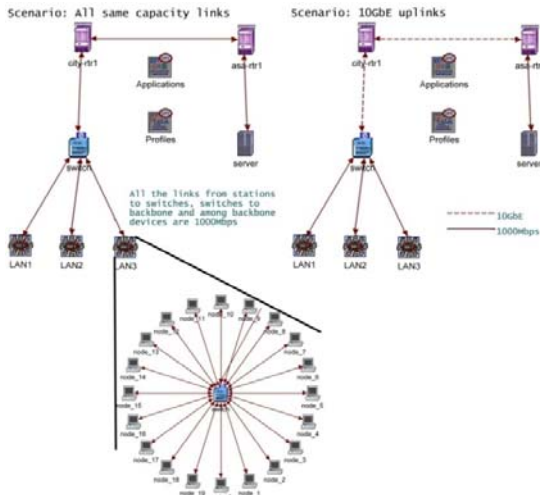 Scenario: All same capacity links
city-rtr1
asa-rtr1
Applications
Profiles
switch
server
All the links from stations
to switches, switches to
backbone and among backbone
devices are 1000Mbps
LAN1
LAN2
LAN3
Scenario: 10GbE uplinks
city-rtr1
asa-rtr1
Applications
Profiles
switch
server
10GbE
1000Mbps
LAN1
LAN2
LAN3
node_10
node_11
node_9
node_12
node_8
node_13
node_7
node_14
node_6
node_15
node_5
node_16
node_4
node_17
node_3
node_18
node_2
node_19
node_1